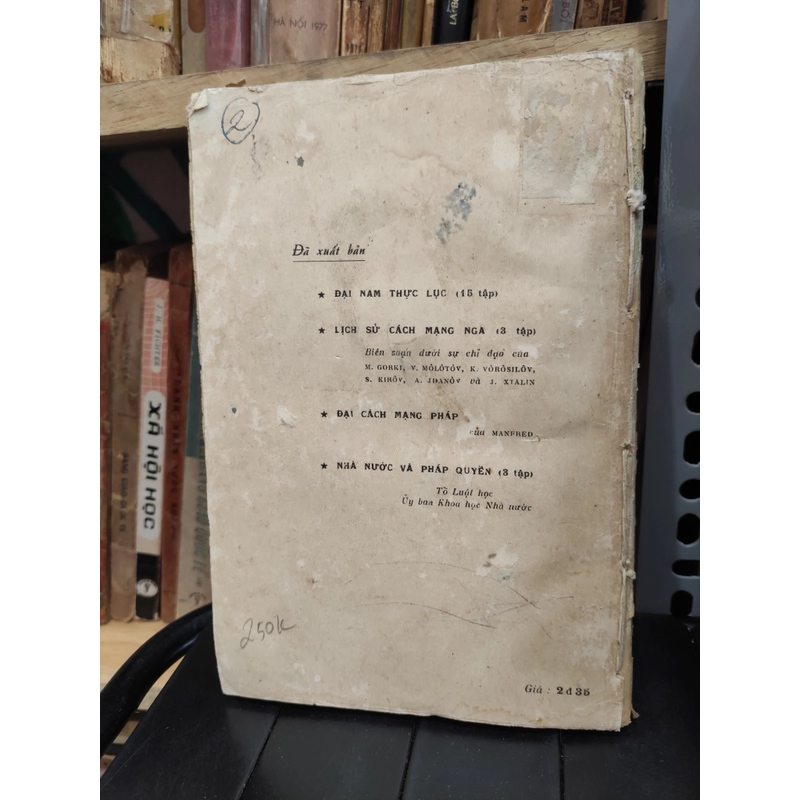 HÀ NỘI 1977
2
Đã xuất bản
★ ĐẠI NAM THỰC LỤC (15 tập)
★ LỊCH SỬ CÁCH MẠNG NGA (3 tập)
Biên soạn dưới sự chỉ đạo của
M. GORKI, V. MÔLÔTÔV, K. VÔRÔSILÔV,
S. KIRÔV, A. JĐANÔV và J. XTALIN
★ ĐẠI CÁCH MẠNG PHÁP
của MANFRED
★ NHÀ NƯỚC VÀ PHÁP QUYỀN (3 tập)
Tổ Luật học
Ủy ban Khoa học Nhà nước
250k
Giá : 2 đ 35
XÃ HỘI HỌC